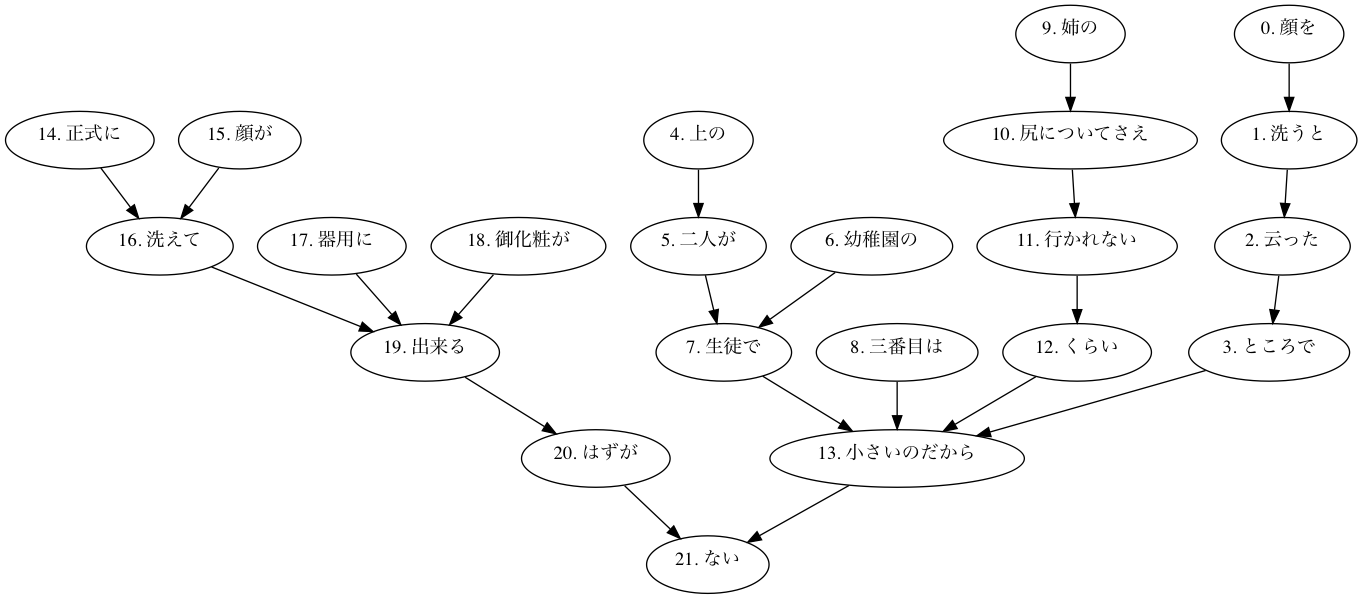 9. 姉の
0. 顔を
14. 正式に
15. 顔が
4. 上の
10. 尻についてさえ
1. 洗うと
16. 洗えて
17. 器用に
18. 御化粧が
5. 二人が
6. 幼稚園の
11. 行かれない
2. 云った
19. 出来る
7. 生徒で
8. 三番目は
12. くらい
3. ところで
20. はずが
13. 小さいのだから
21. ない